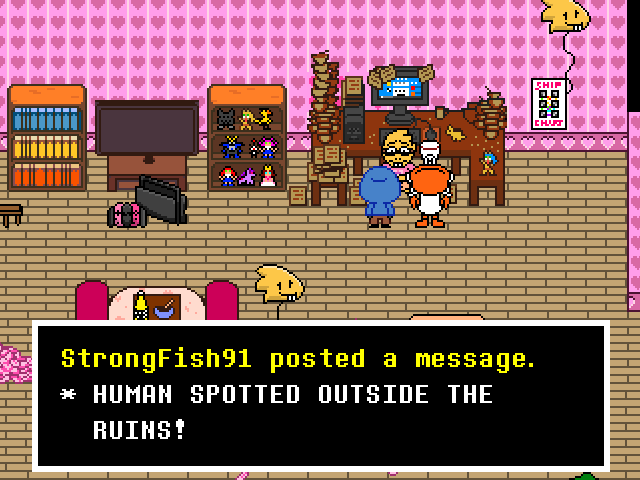 SHIP
CHART
StrongFish91 posted a message.
* HUMAN SPOTTED OUTSIDE THE
RUINS!